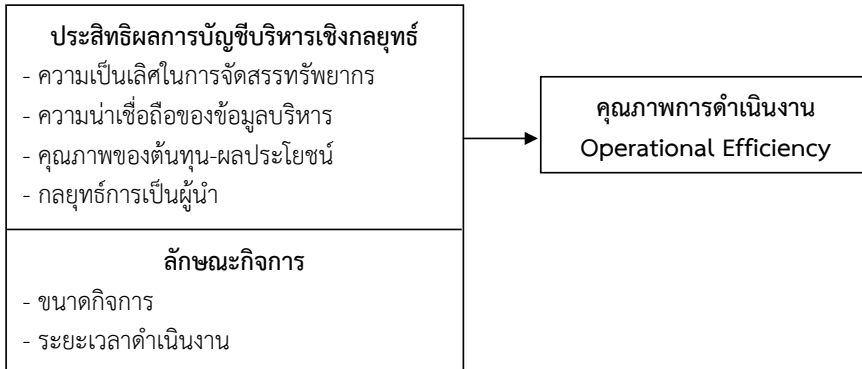 ประสิทธิผลการบัญชีบริหารเชิงกลยุทธ์
- ความเป็นเลิศในการจัดสรรทรัพยากร
- ความน่าเชื่อถือของข้อมูลบริหาร
- คุณภาพของต้นทุน-ผลประโยชน์
- กลยุทธ์การเป็นผู้นำ
ลักษณะกิจการ
- ขนาดกิจการ
- ระยะเวลาดำเนินงาน
คุณภาพการดำเนินงาน
Operational Efficiency